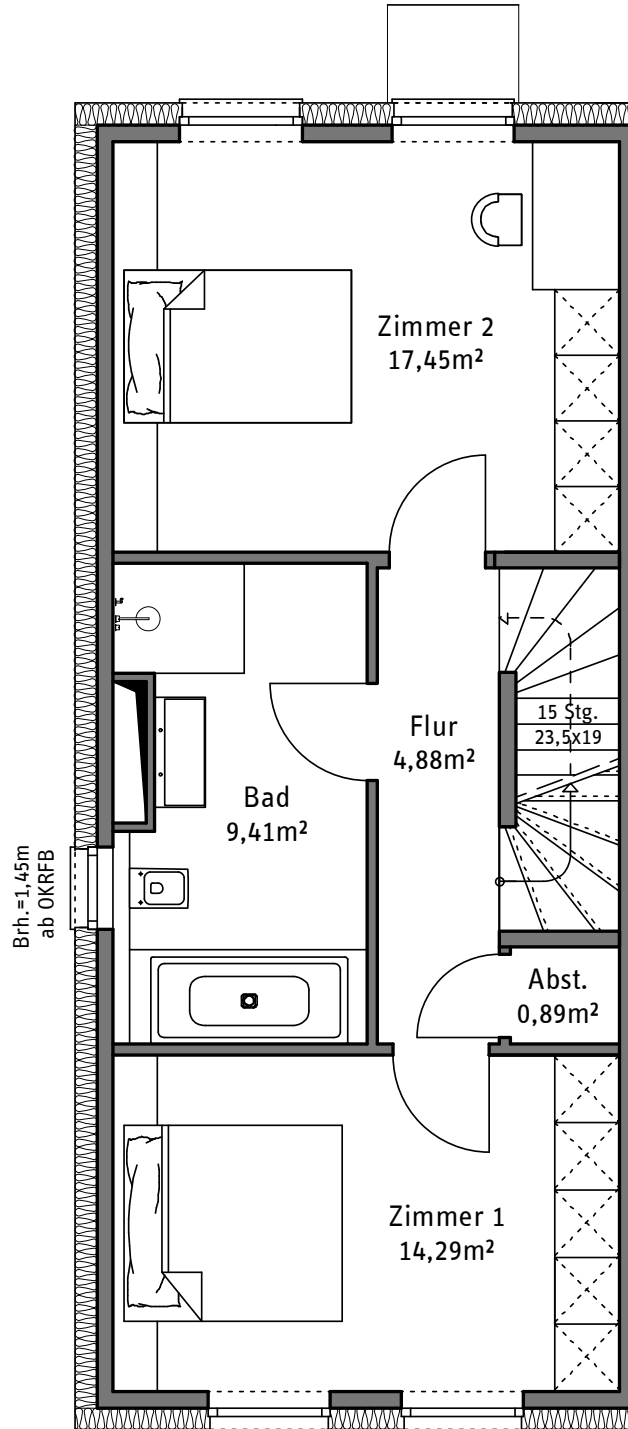 Zimmer 2
17,45m²
15 Stg.
23,5x19
Flur
4,88m²
Bad
9,41m²
Brh.=1,45m
ab OKRFB
Abst.
0,89m²
Zimmer 1
14,29m²